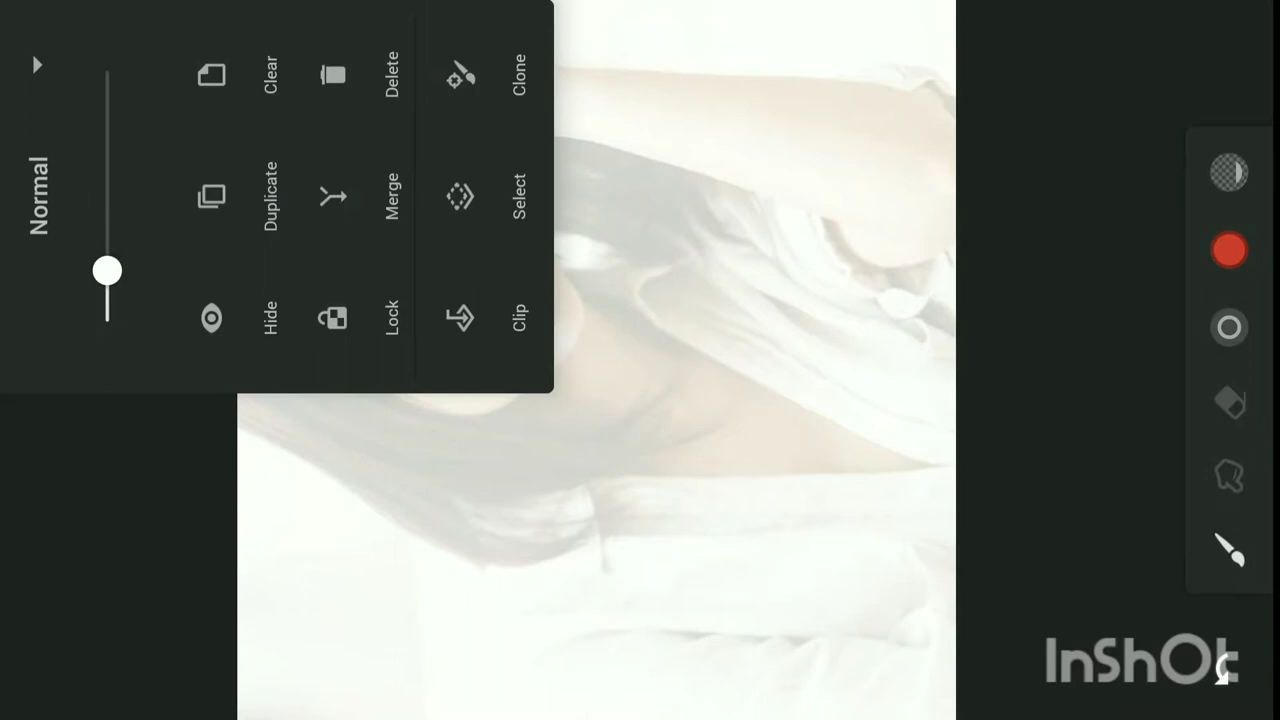 Normal
Clear
Duplicate
Hide
Delete
Merge
Lock
Clone
Select
Clip
InShOt